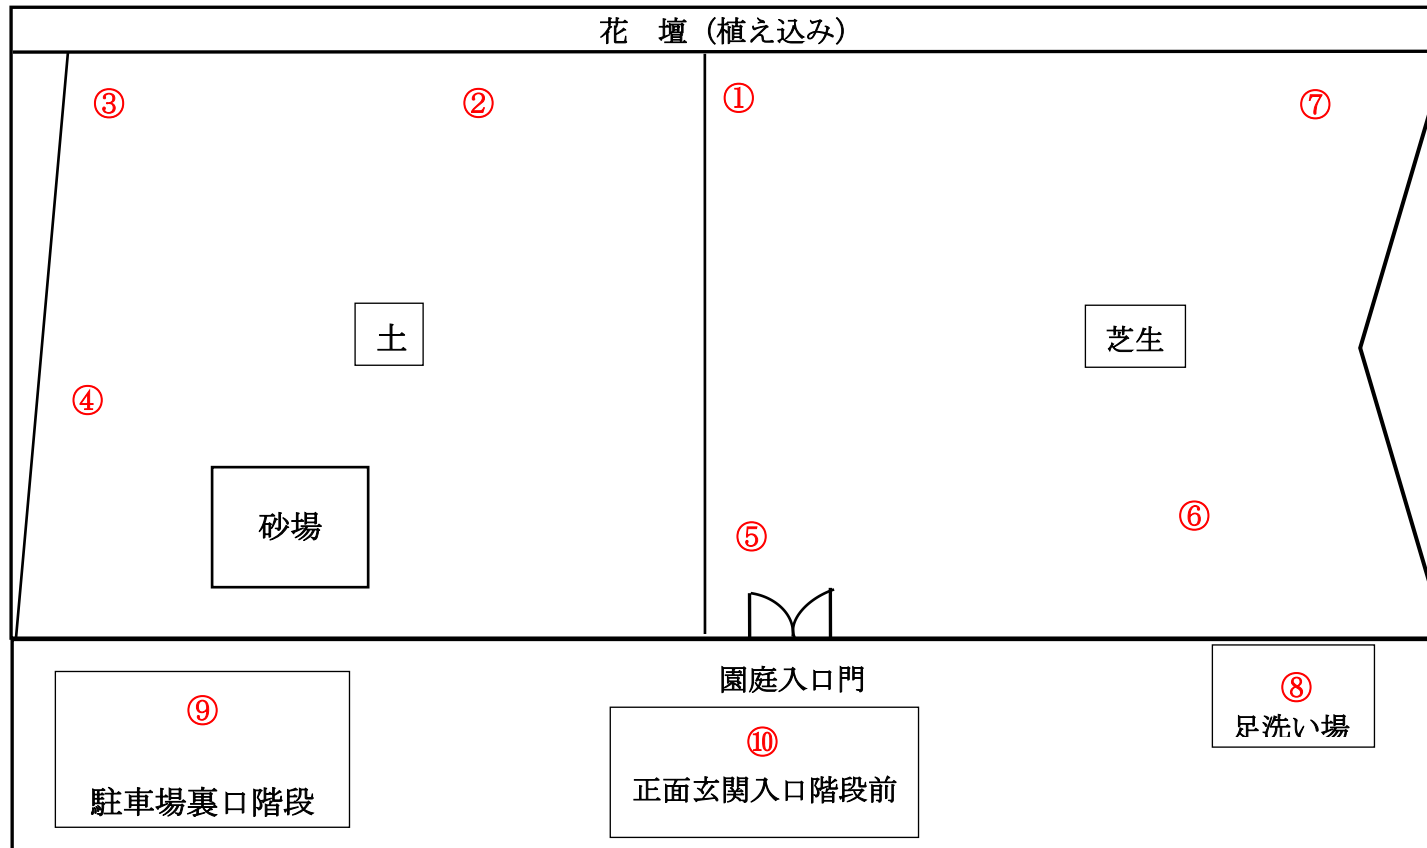 花　壇（植え込み）
③
②
①
⑦
土
芝生
④
砂場
⑤
⑥
園庭入口門
⑧
足洗い場
⑨
駐車場裏口階段
⑩
正面玄関入口階段前